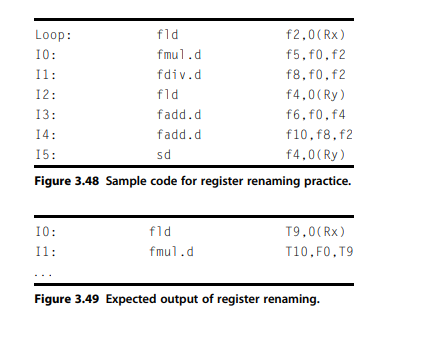 Loop: fld f2,0(Rx)
I0: fmul.d f5,f0,f2
I1: fdiv.d f8,f0,f2
I2: fld f4,0(Ry)
I3: fadd.d f6,f0,f4
I4: fadd.d f10,f8,f2
I5: sd f4,0(Ry)
Figure 3.48 Sample code for register renaming practice.
I0: fld T9,0(Rx)
I1: fmul.d T10,F0,T9
...
Figure 3.49 Expected output of register renaming.